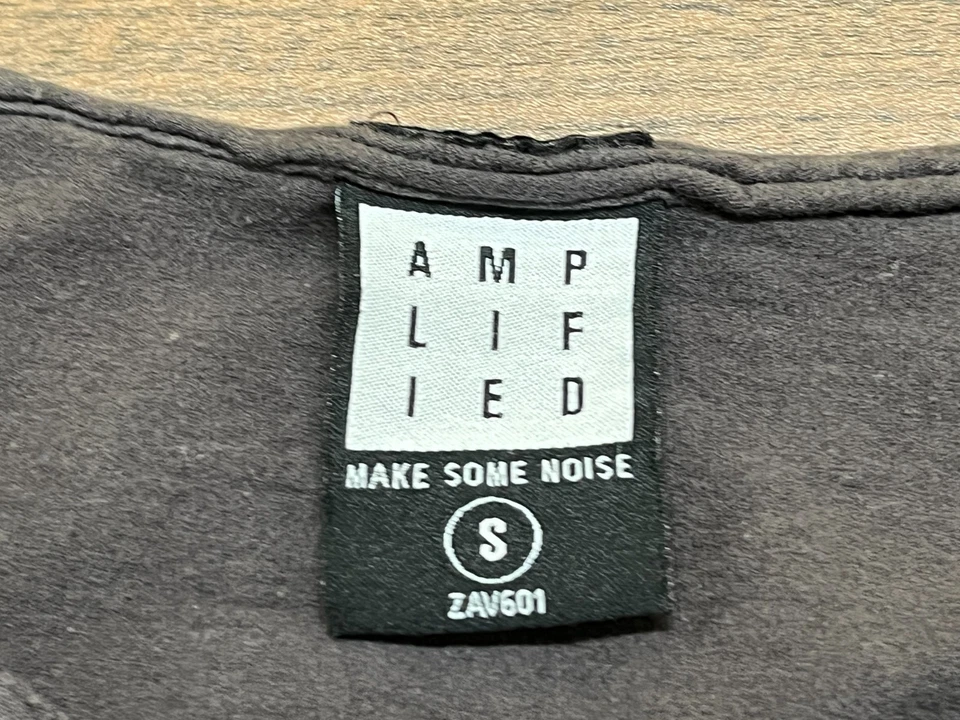 A M P
L I F
I E D
MAKE SOME NOISE
S
ZAV601